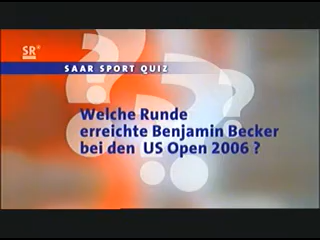 SR
SAAR SPORT QUIZ
Welche Runde
erreichte Benjamin Becker
bei den US Open 2006 ?